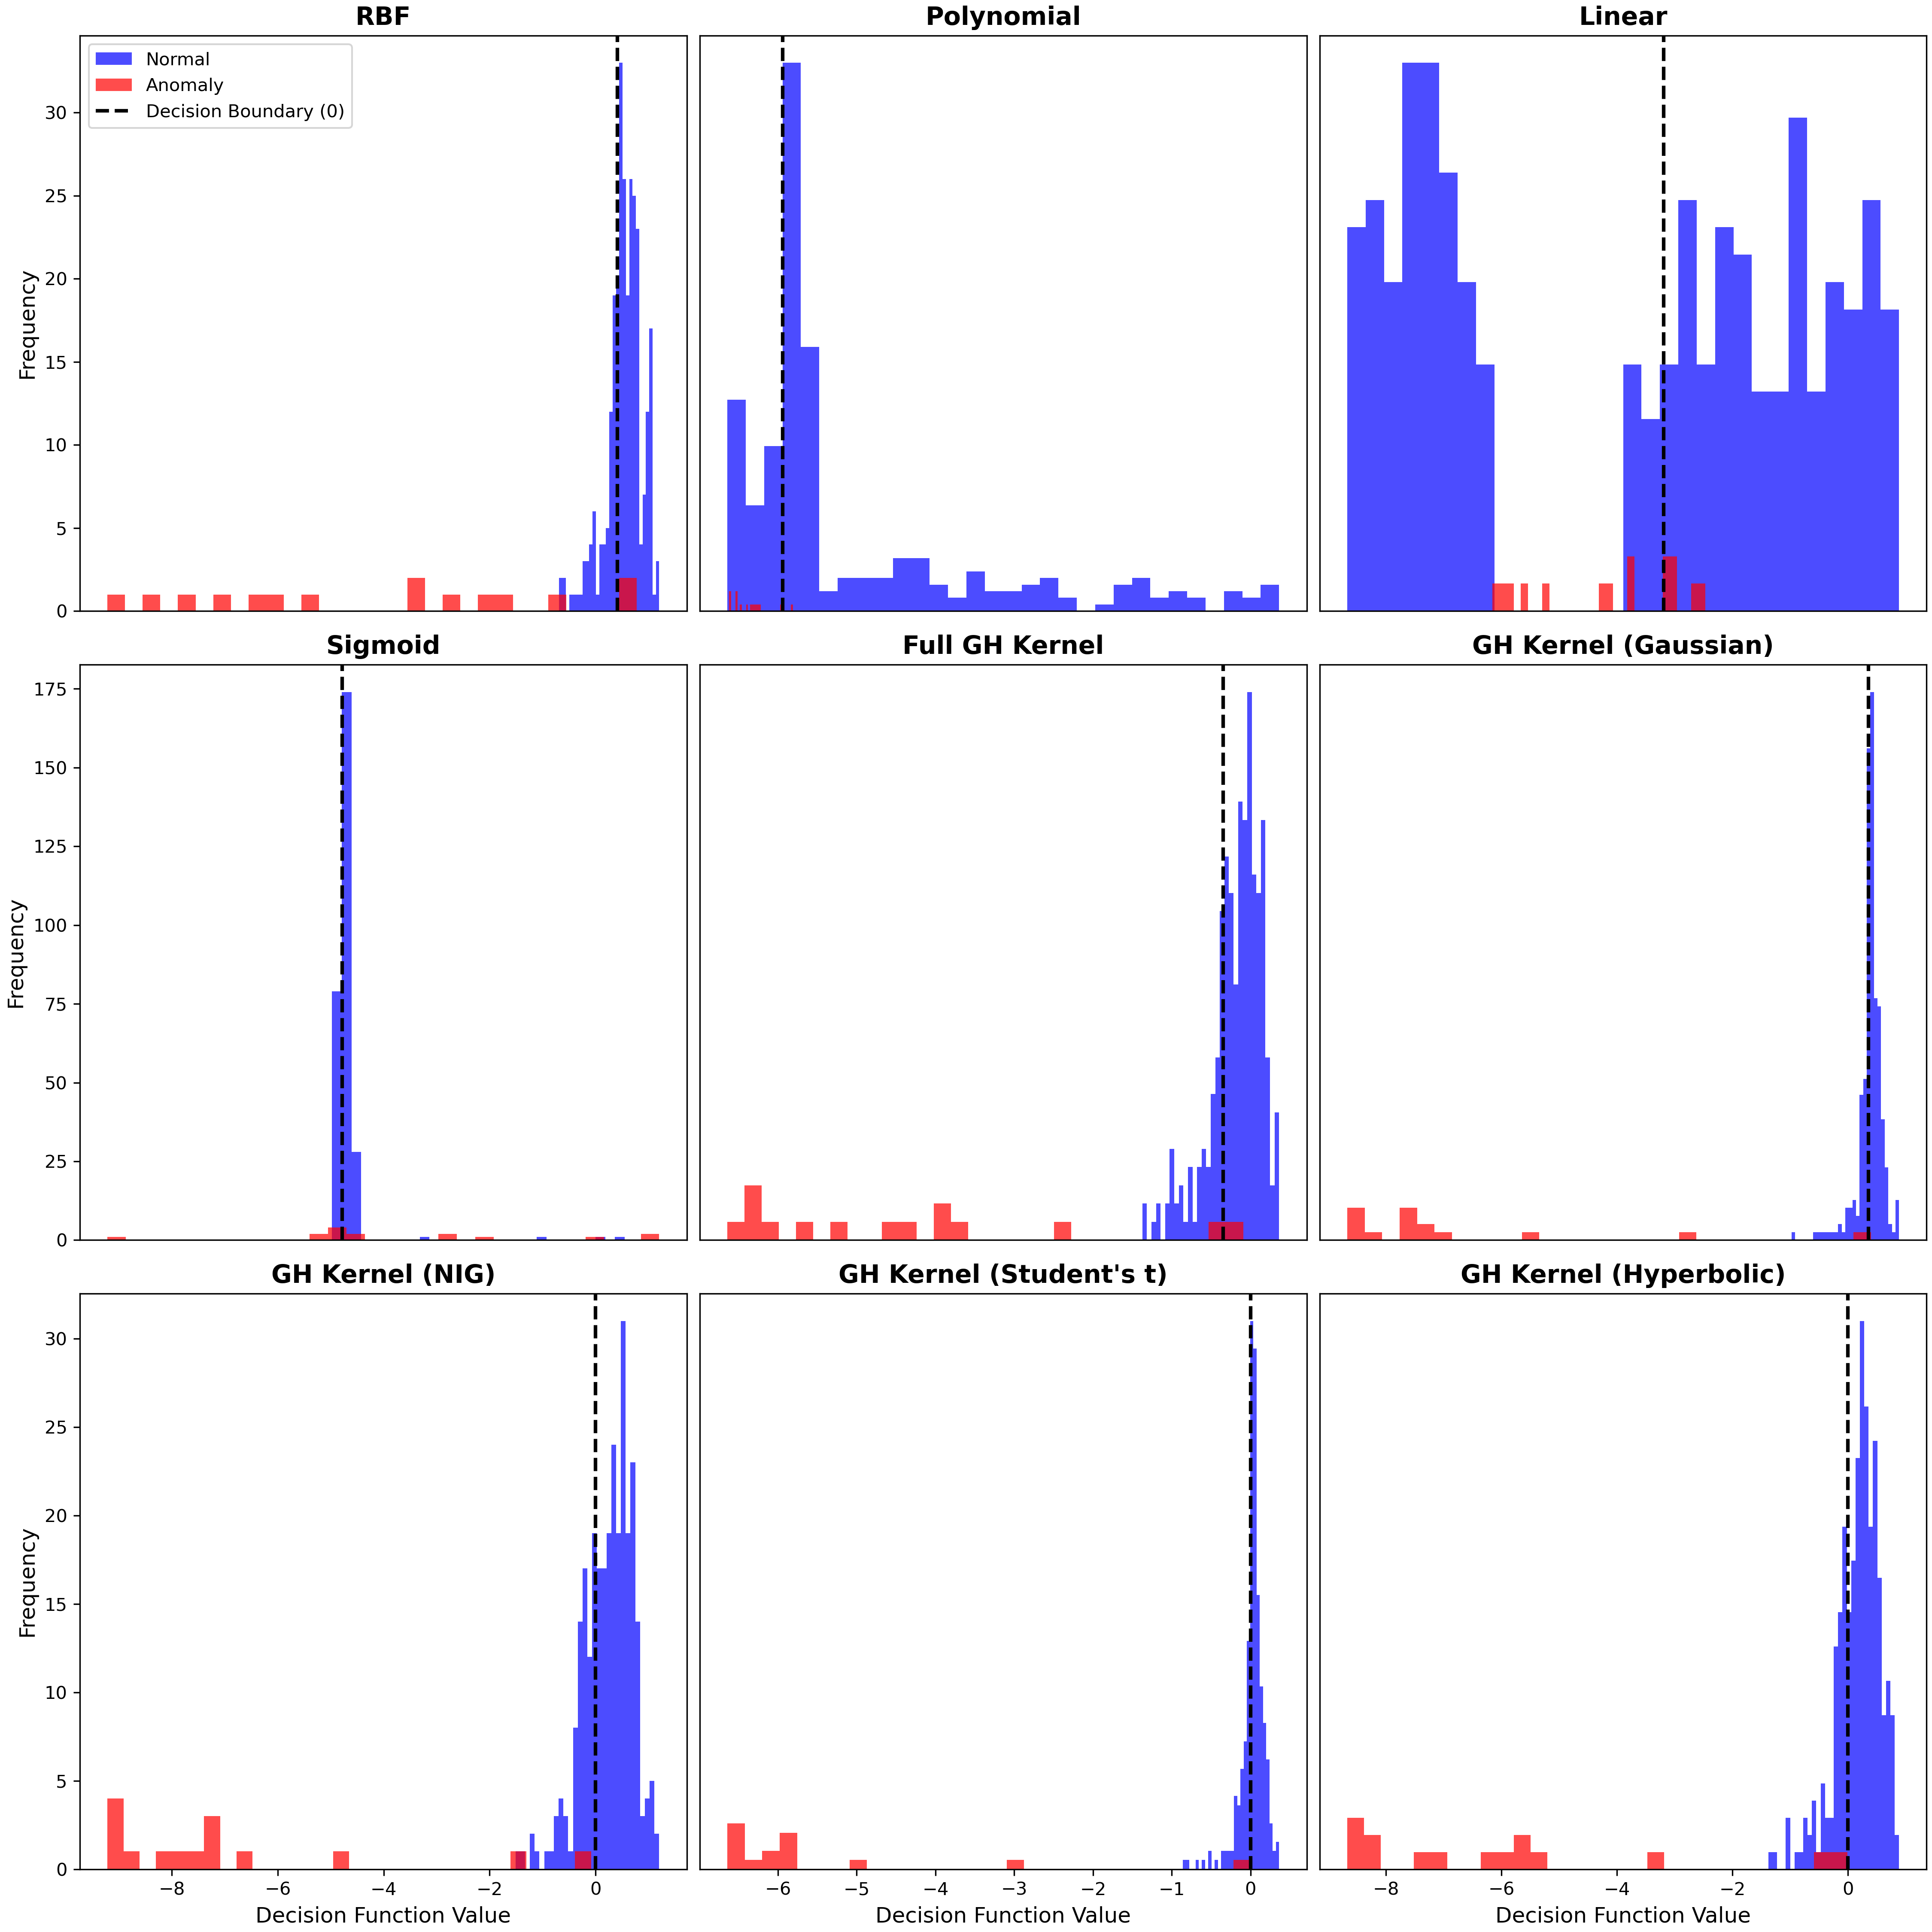 RBF
Polynomial
Linear
Normal
Anomaly
Decision Boundary (0)
Frequency
30
25
20
15
10
5
0
Sigmoid
Full GH Kernel
GH Kernel (Gaussian)
Frequency
175
150
125
100
75
50
25
0
GH Kernel (NIG)
GH Kernel (Student's t)
GH Kernel (Hyperbolic)
Frequency
30
25
20
15
10
5
0
−8 −6 −4 −2 0
−6 −5 −4 −3 −2 −1 0
−8 −6 −4 −2 0
Decision Function Value
Decision Function Value
Decision Function Value